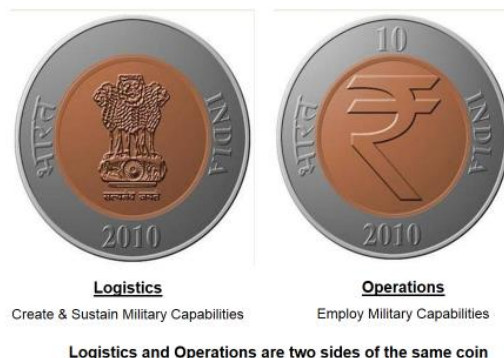 भारत INDIA
सत्यमेव जयते
2010
10
भारत INDIA
2010
Logistics
Create & Sustain Military Capabilities
Operations
Employ Military Capabilities
Logistics and Operations are two sides of the same coin